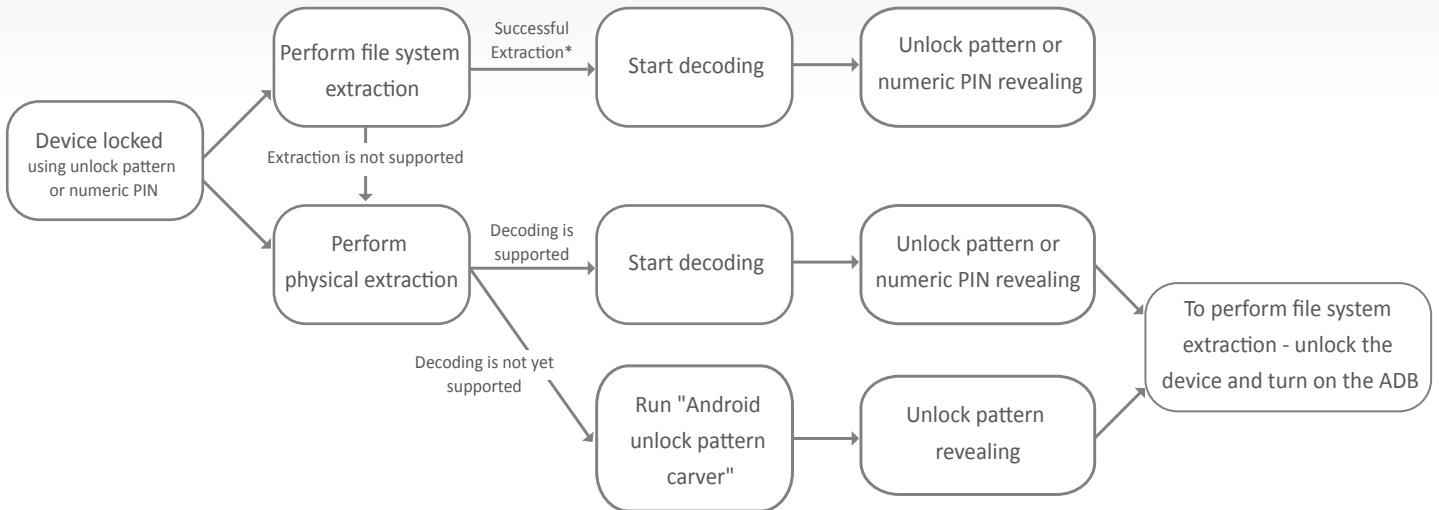 Device locked
using unlock pattern
or numeric PIN
Perform file system
extraction
Successful
Extraction*
Start decoding
Unlock pattern or
numeric PIN revealing
Extraction is not supported
Perform
physical extraction
Decoding is
supported
Start decoding
Unlock pattern or
numeric PIN revealing
Decoding is not yet
supported
Run "Android
unlock pattern
carver"
Unlock pattern
revealing
To perform file system
extraction - unlock the
device and turn on the ADB